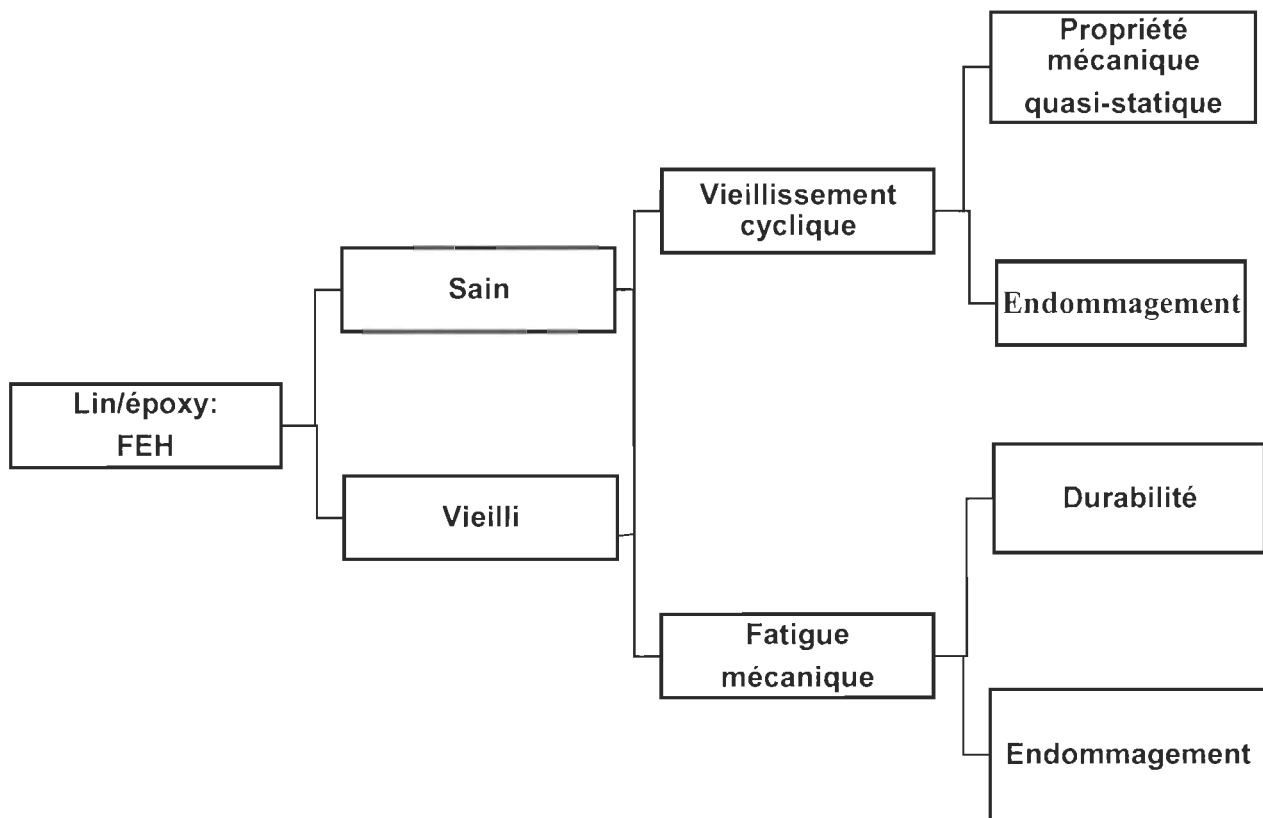 Propriété
mécanique
quasi-statique
Vieillissement
cyclique
Sain
Endommagement
Lin/époxy:
FEH
Vieilli
Durabilité
Fatigue
mécanique
Endommagement